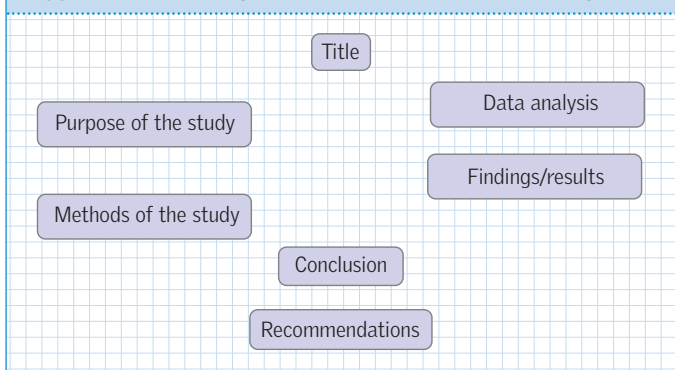 Title
Purpose of the study
Methods of the study
Data analysis
Findings/results
Conclusion
Recommendations